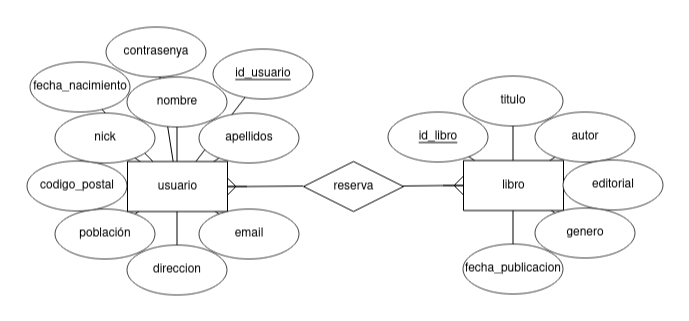 contrasenya
id_usuario
fecha_nacimiento
nombre
titulo
nick
apellidos
id_libro
autor
codigo_postal
usuario
reserva
libro
editorial
población
email
genero
direccion
fecha_publicacion